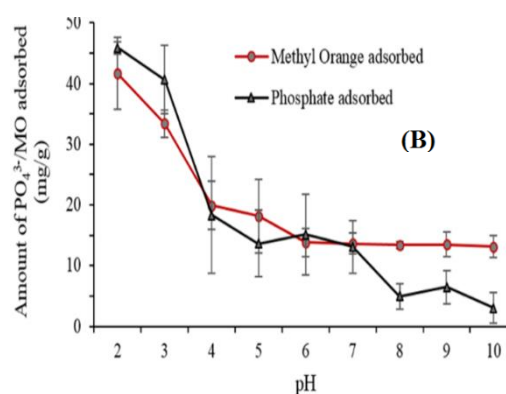 50
40
30
20
10
0
Amount of PO₄³⁻/MO adsorbed
(mg/g)
Methyl Orange adsorbed
Phosphate adsorbed
(B)
2 3 4 5 6 7 8 9 10
pH